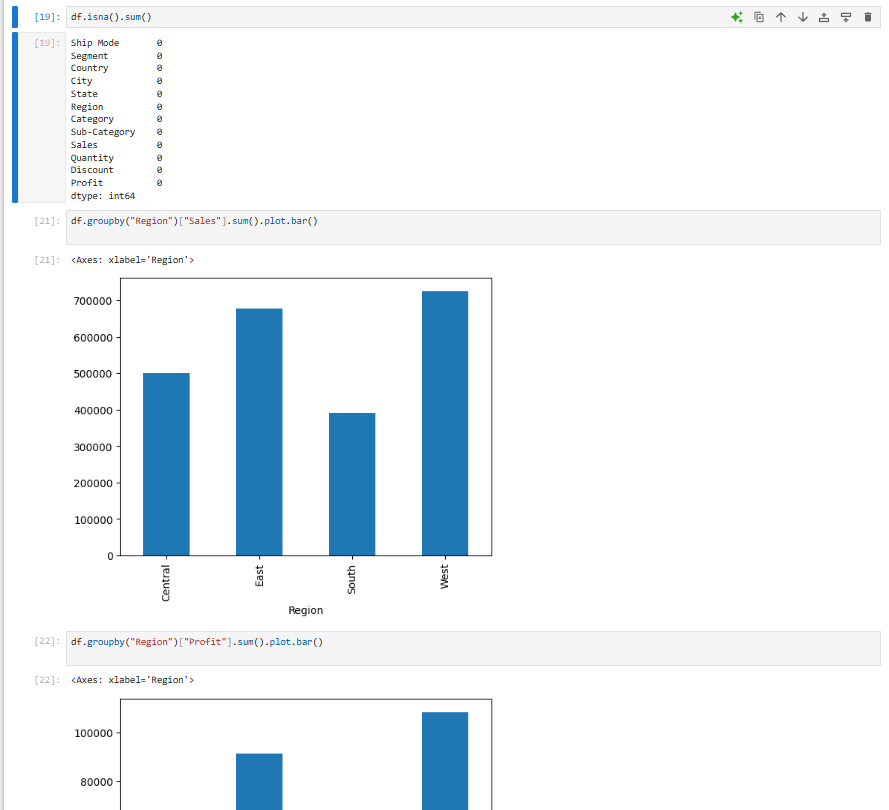 [19]: df.isna().sum()
[19]: Ship Mode 0
Segment 0
Country 0
City 0
State 0
Region 0
Category 0
Sub-Category 0
Sales 0
Quantity 0
Discount 0
Profit 0
dtype: int64
[21]: df.groupby("Region")["Sales"].sum().plot.bar()
[21]: <Axes: xlabel='Region'>
700000
600000
500000
400000
300000
200000
100000
0
Central East South West
Region
[22]: df.groupby("Region")["Profit"].sum().plot.bar()
[22]: <Axes: xlabel='Region'>
100000
80000